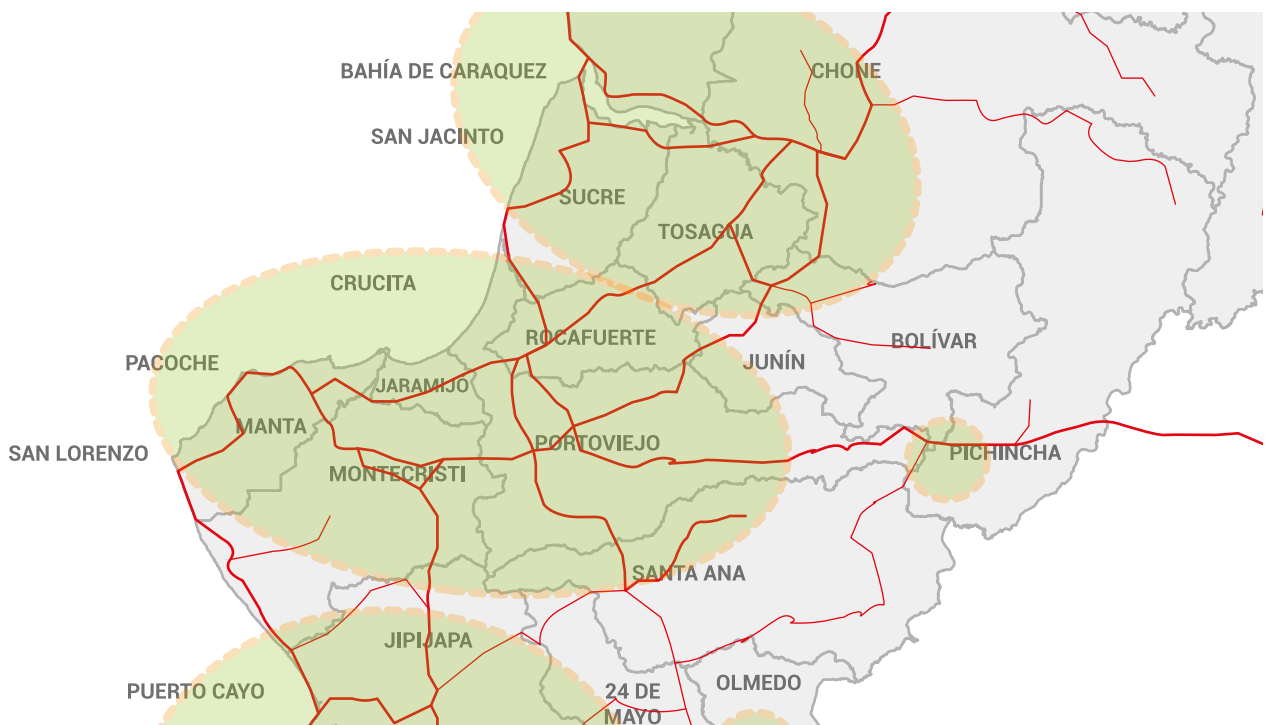 BAHÍA DE CARAQUEZ
CHONE
SAN JACINTO
SUCRE
TOSAGUA
CRUCITA
ROCAFUERTE
BOLÍVAR
PACOCHE
JUNÍN
JARAMIJO
MANTA
PORTOVIEJO
SAN LORENZO
PICHINCHA
MONTECRISTI
SANTA ANA
JIPIJAPA
PUERTO CAYO
OLMEDO
24 DE
MAYO